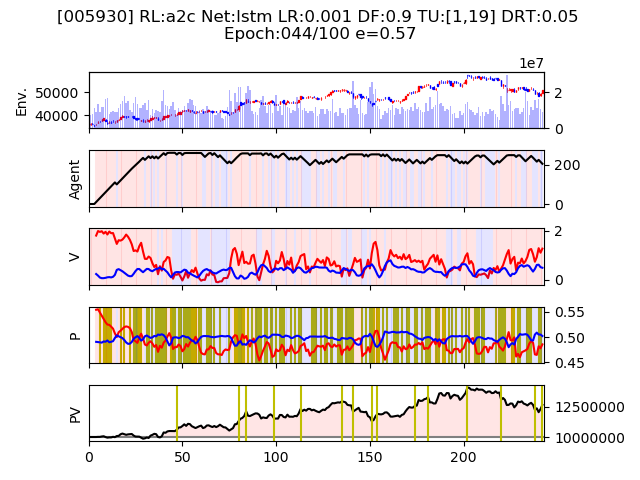 [005930] RL:a2c Net:lstm LR:0.001 DF:0.9 TU:[1,19] DRT:0.05
Epoch:044/100 e=0.57
1e7
Env.
50000
40000
2
0
Agent
200
0
V
2
0
P
0.55
0.50
0.45
PV
12500000
10000000
0 50 100 150 200